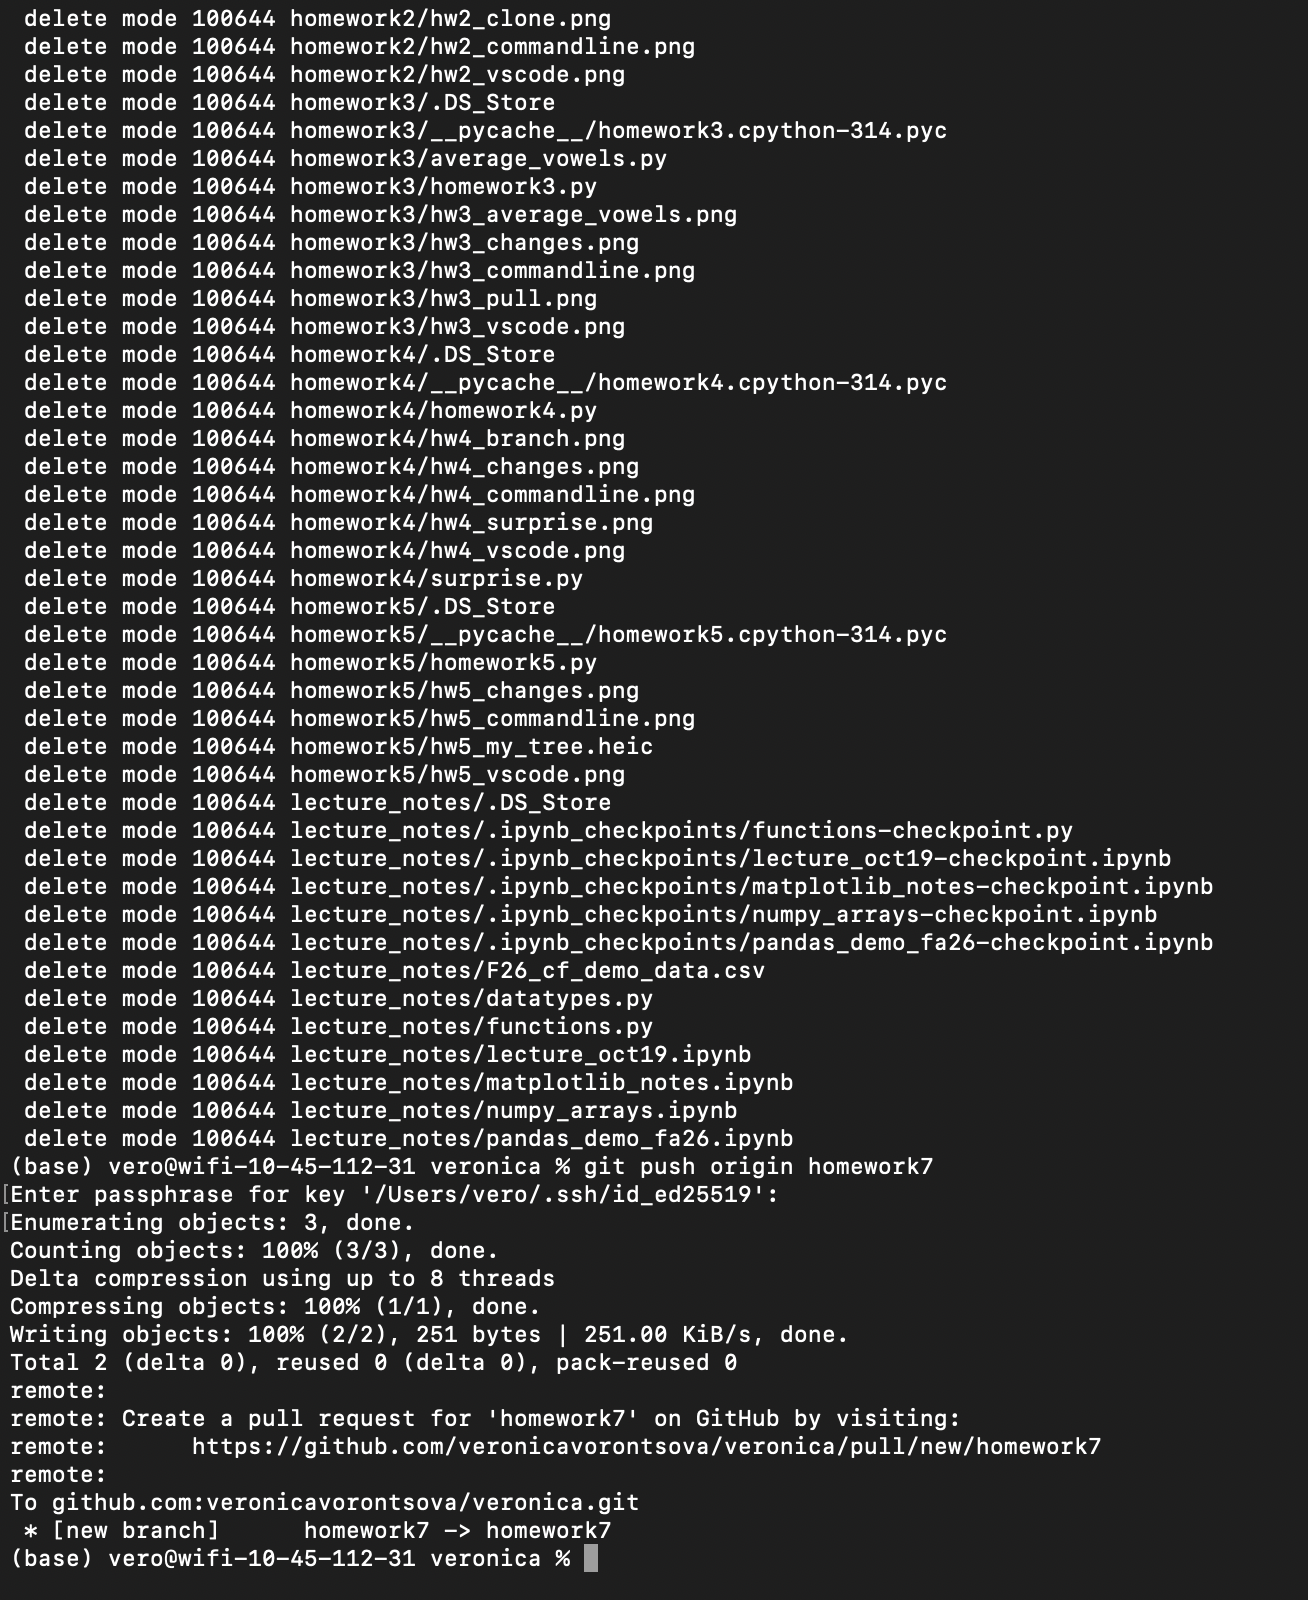 delete mode 100644 homework2/hw2_clone.png
delete mode 100644 homework2/hw2_commandline.png
delete mode 100644 homework2/hw2_vscode.png
delete mode 100644 homework3/.DS_Store
delete mode 100644 homework3/__pycache__/homework3.cpython-314.pyc
delete mode 100644 homework3/average_vowels.py
delete mode 100644 homework3/homework3.py
delete mode 100644 homework3/hw3_average_vowels.png
delete mode 100644 homework3/hw3_changes.png
delete mode 100644 homework3/hw3_commandline.png
delete mode 100644 homework3/hw3_pull.png
delete mode 100644 homework3/hw3_vscode.png
delete mode 100644 homework4/.DS_Store
delete mode 100644 homework4/__pycache__/homework4.cpython-314.pyc
delete mode 100644 homework4/homework4.py
delete mode 100644 homework4/hw4_branch.png
delete mode 100644 homework4/hw4_changes.png
delete mode 100644 homework4/hw4_commandline.png
delete mode 100644 homework4/hw4_surprise.png
delete mode 100644 homework4/hw4_vscode.png
delete mode 100644 homework4/surprise.py
delete mode 100644 homework5/.DS_Store
delete mode 100644 homework5/__pycache__/homework5.cpython-314.pyc
delete mode 100644 homework5/homework5.py
delete mode 100644 homework5/hw5_changes.png
delete mode 100644 homework5/hw5_commandline.png
delete mode 100644 homework5/hw5_my_tree.heic
delete mode 100644 homework5/hw5_vscode.png
delete mode 100644 lecture_notes/.DS_Store
delete mode 100644 lecture_notes/.ipynb_checkpoints/functions-checkpoint.py
delete mode 100644 lecture_notes/.ipynb_checkpoints/lecture_oct19-checkpoint.ipynb
delete mode 100644 lecture_notes/.ipynb_checkpoints/matplotlib_notes-checkpoint.ipynb
delete mode 100644 lecture_notes/.ipynb_checkpoints/numpy_arrays-checkpoint.ipynb
delete mode 100644 lecture_notes/.ipynb_checkpoints/pandas_demo_fa26-checkpoint.ipynb
delete mode 100644 lecture_notes/F26_cf_demo_data.csv
delete mode 100644 lecture_notes/datatypes.py
delete mode 100644 lecture_notes/functions.py
delete mode 100644 lecture_notes/lecture_oct19.ipynb
delete mode 100644 lecture_notes/matplotlib_notes.ipynb
delete mode 100644 lecture_notes/numpy_arrays.ipynb
delete mode 100644 lecture_notes/pandas_demo_fa26.ipynb
(base) vero@wifi-10-45-112-31 veronica % git push origin homework7
[Enter passphrase for key '/Users/vero/.ssh/id_ed25519':
[Enumerating objects: 3, done.
Counting objects: 100% (3/3), done.
Delta compression using up to 8 threads
Compressing objects: 100% (1/1), done.
Writing objects: 100% (2/2), 251 bytes | 251.00 KiB/s, done.
Total 2 (delta 0), reused 0 (delta 0), pack-reused 0
remote:
remote: Create a pull request for 'homework7' on GitHub by visiting:
remote:      https://github.com/veronicavorontsova/veronica/pull/new/homework7
remote:
To github.com:veronicavorontsova/veronica.git
 * [new branch]      homework7 -> homework7
(base) vero@wifi-10-45-112-31 veronica %